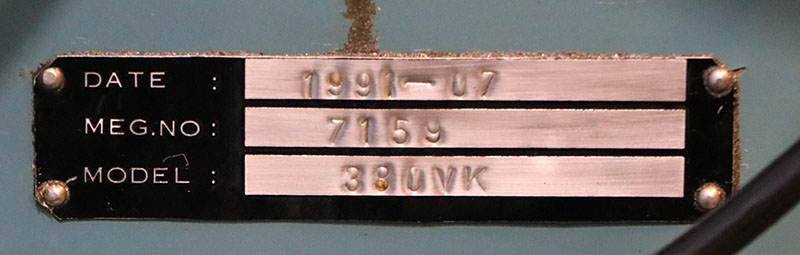 DATE : 1991-07
MEG.NO: 7159
MODEL : 380VK